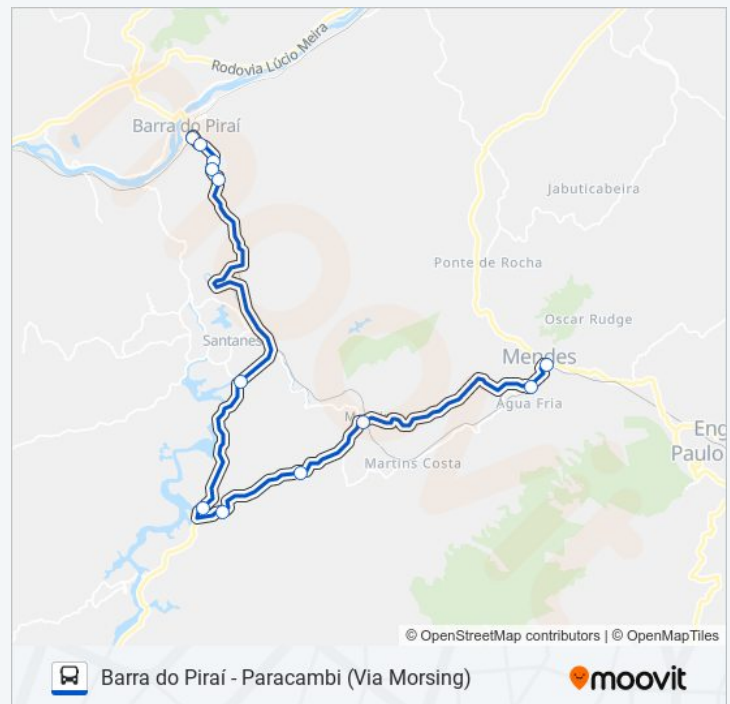 Rodovia Lúcio Meira
Barra do Piraí
Jabuticabeira
Ponte de Rocha
Oscar Rudge
Santanes
Mendes
Água Fria
Eng
Paulo
Martins Costa
© OpenStreetMap contributors | © OpenMapTiles
Barra do Piraí - Paracambi (Via Morsing)
moovit